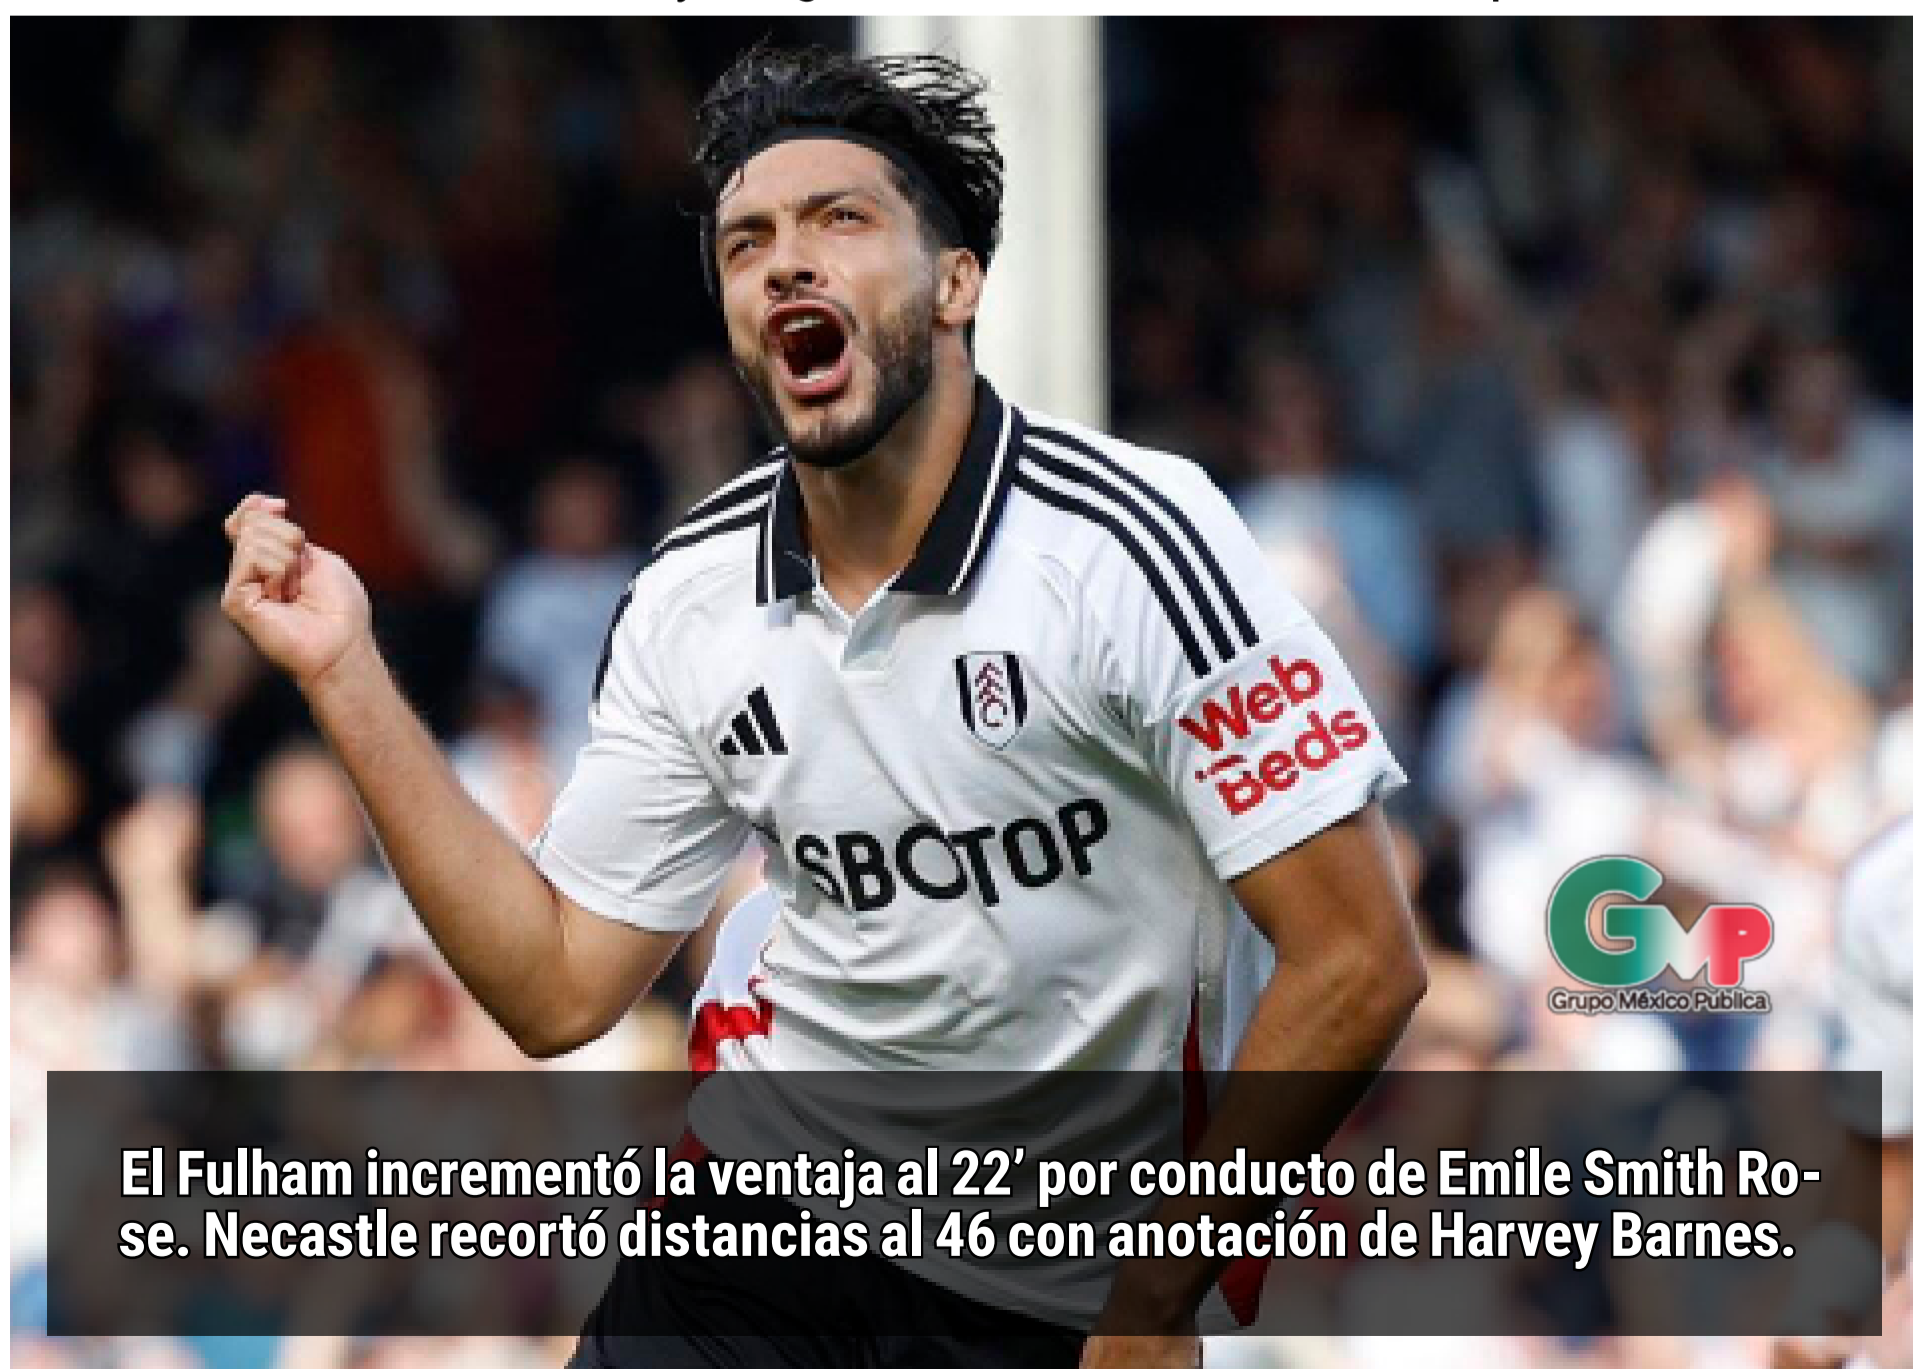 SBOTOP
Web
Beds
GMP
Grupo México Pública
El Fulham incrementó la ventaja al 22’ por conducto de Emile Smith Ro-
se. Necastle recortó distancias al 46 con anotación de Harvey Barnes.